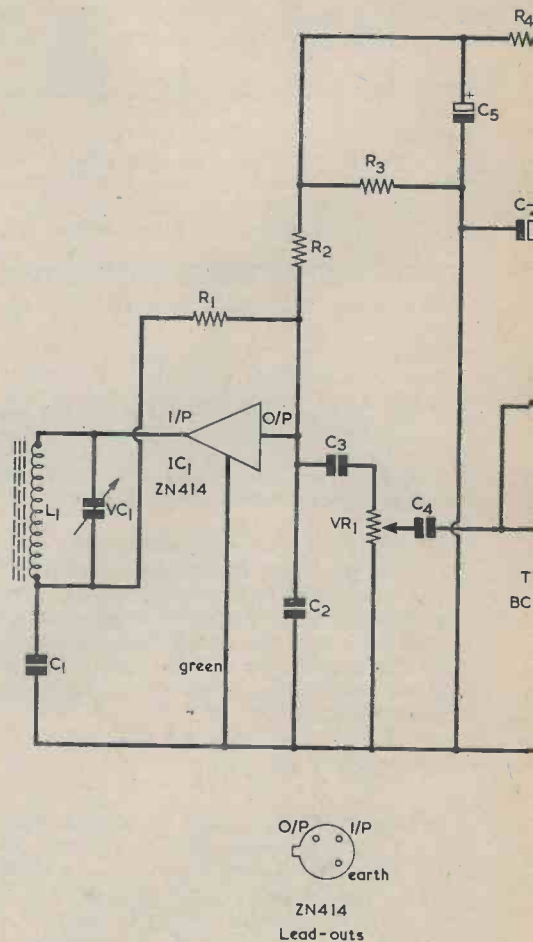 R4
+
C5
R3
C7
R2
R1
I/P
O/P
IC1
ZN414
C3
L1
VC1
VR1
C4
T
BC
C2
C1
green
O/P I/P
earth
ZN414
Lead-outs